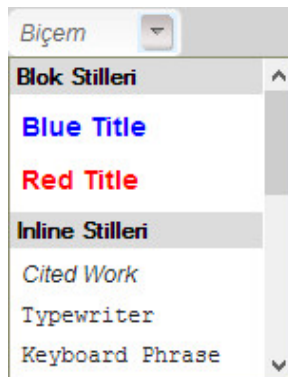 Biçem
Blok Stilleri
Blue Title
Red Title
Inline Stilleri
Cited Work
Typewriter
Keyboard Phrase